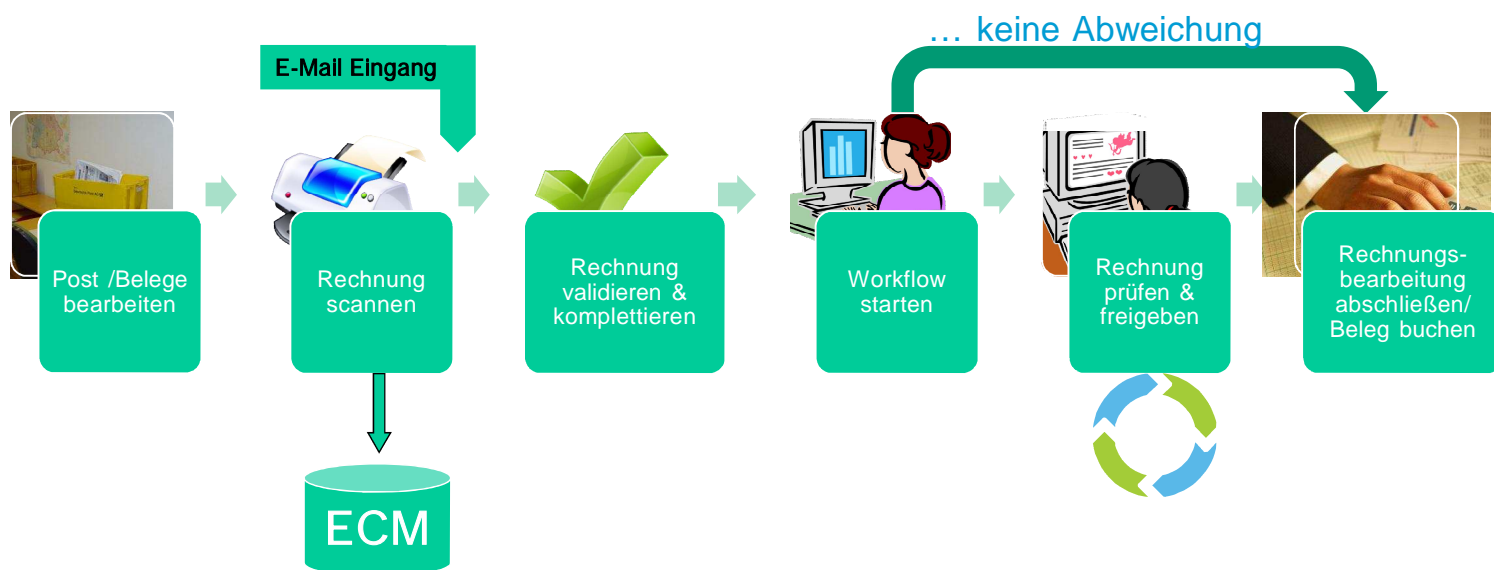 … keine Abweichung
E-Mail Eingang
Post /Belege
bearbeiten
Rechnung
scannen
Rechnung
validieren &
komplettieren
Workflow
starten
Rechnung
prüfen &
freigeben
Rechnungs-
bearbeitung
abschließen/
Beleg buchen
ECM